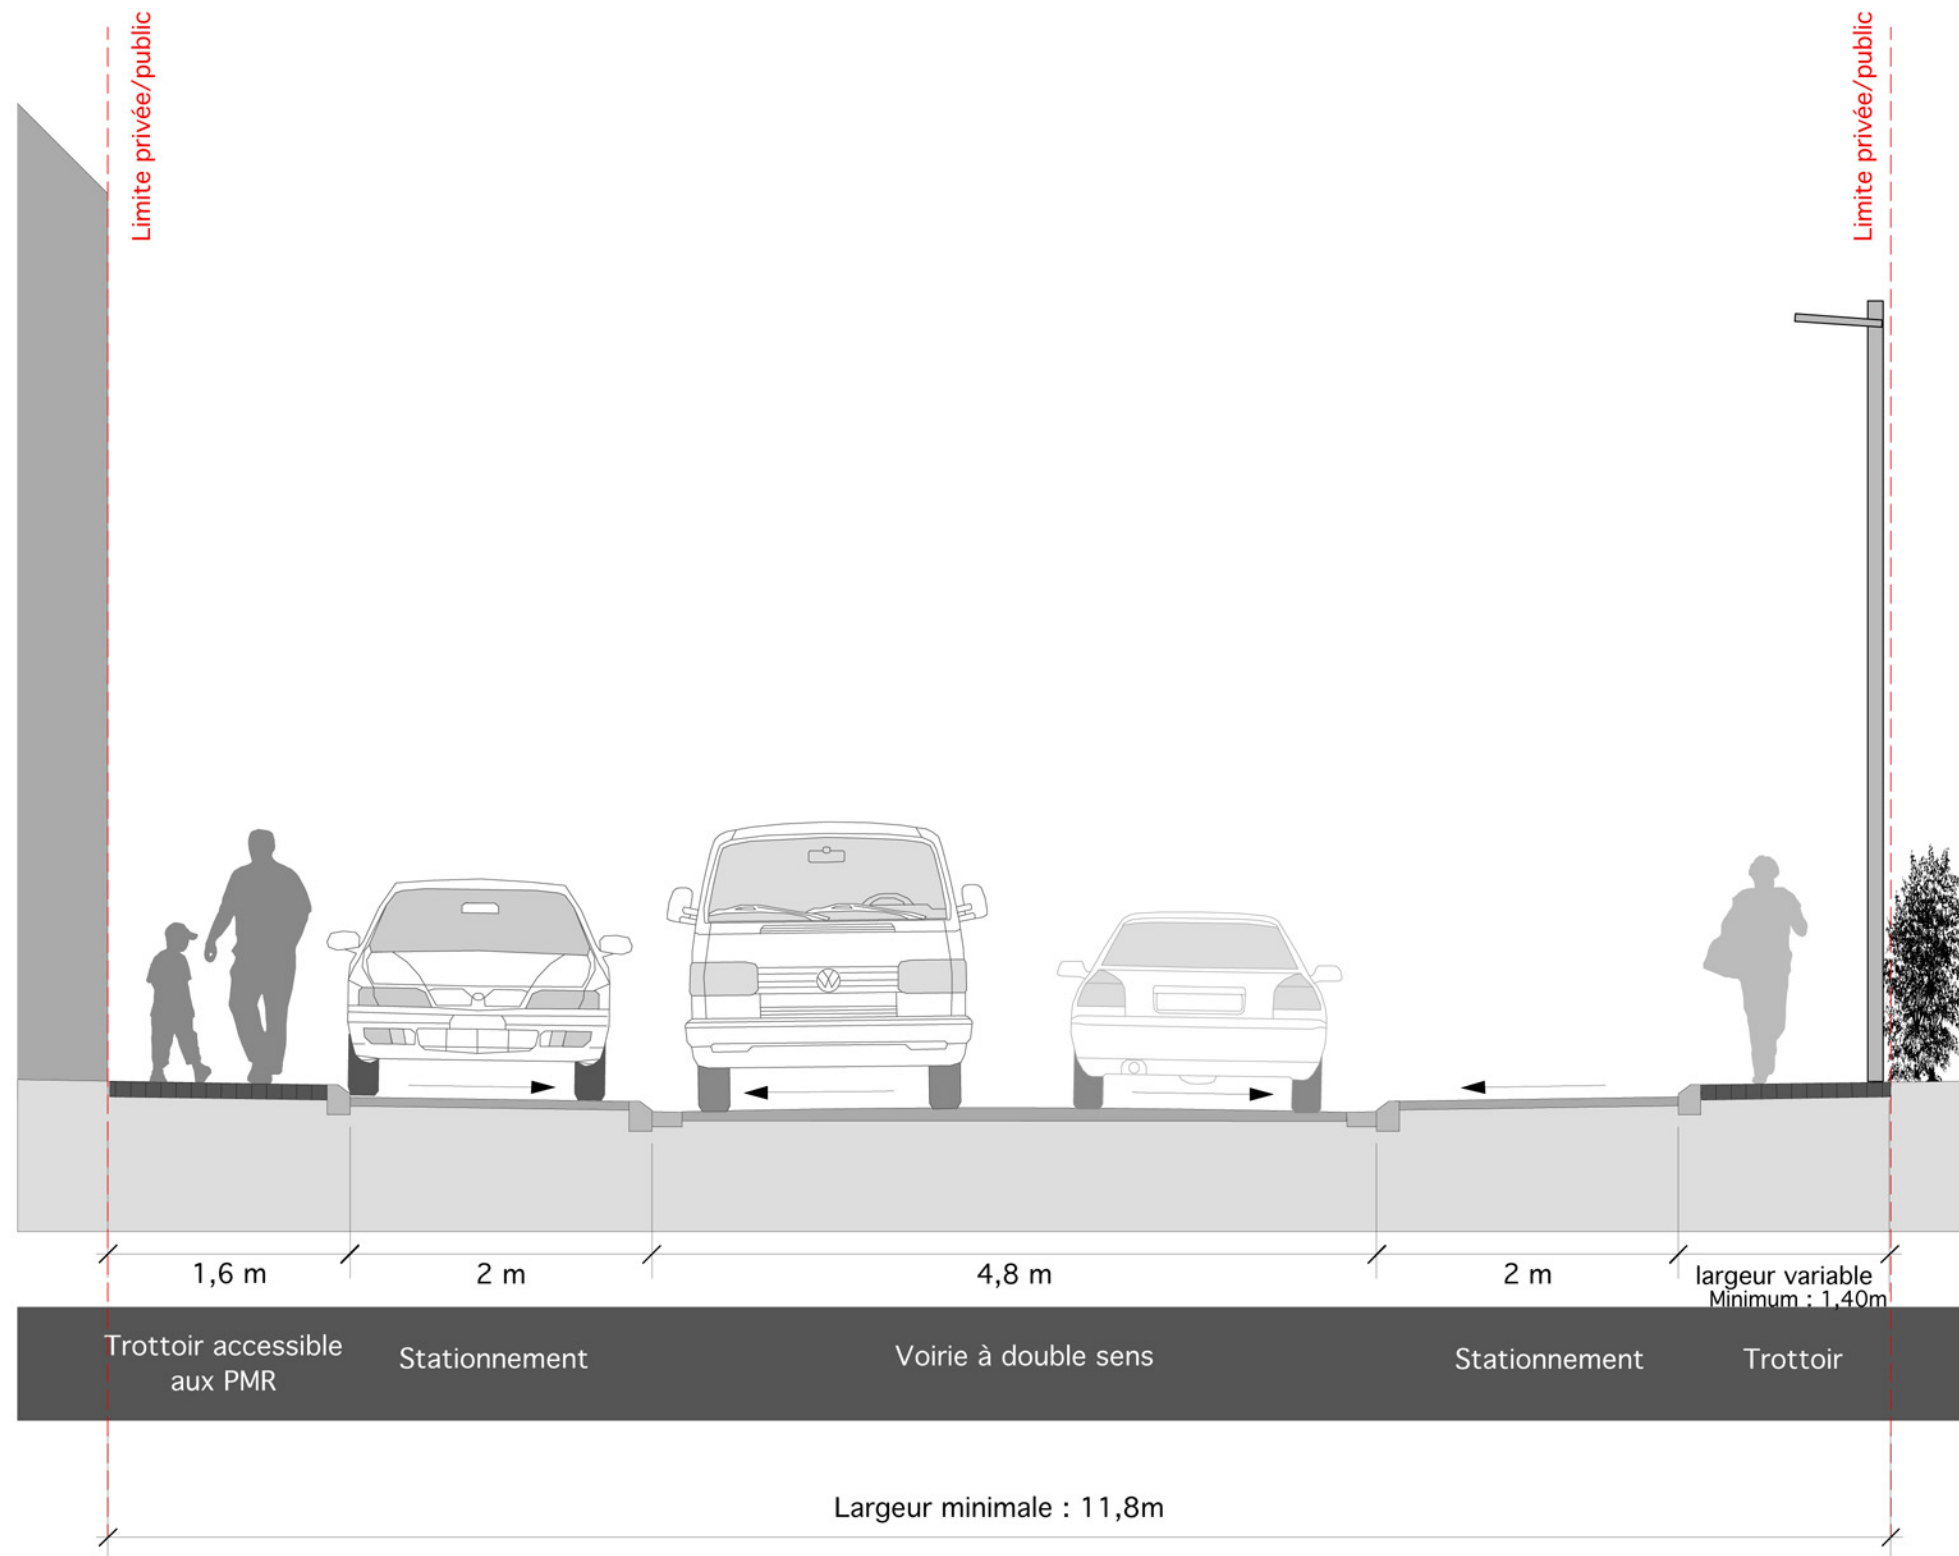 Limite privée/public
Limite privée/public
1,6 m
2 m
4,8 m
2 m
largeur variable
Minimum : 1,40m
Trottoir accessible
aux PMR
Stationnement
Voirie à double sens
Stationnement
Trottoir
Largeur minimale : 11,8m